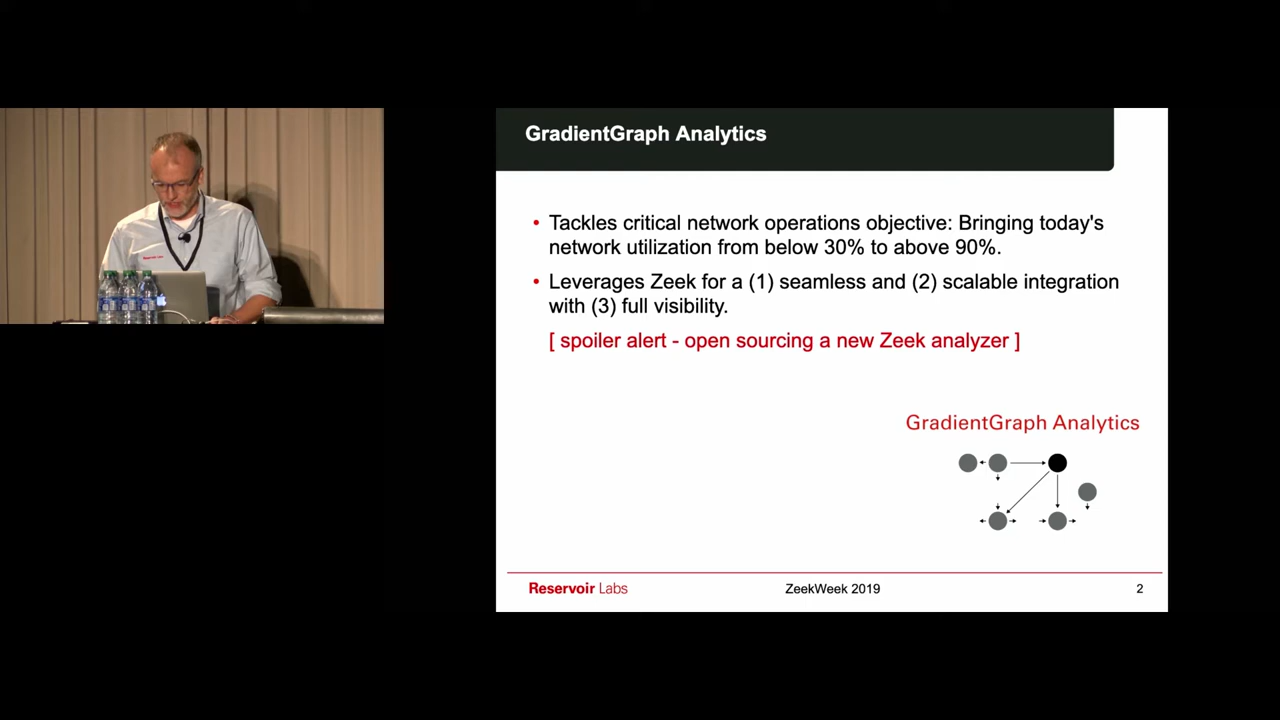 GradientGraph Analytics
• Tackles critical network operations objective: Bringing today's
network utilization from below 30% to above 90%.
• Leverages Zeek for a (1) seamless and (2) scalable integration
with (3) full visibility.
[ spoiler alert - open sourcing a new Zeek analyzer ]
GradientGraph Analytics
Reservoir Labs
ZeekWeek 2019
2
Reservoir Labs